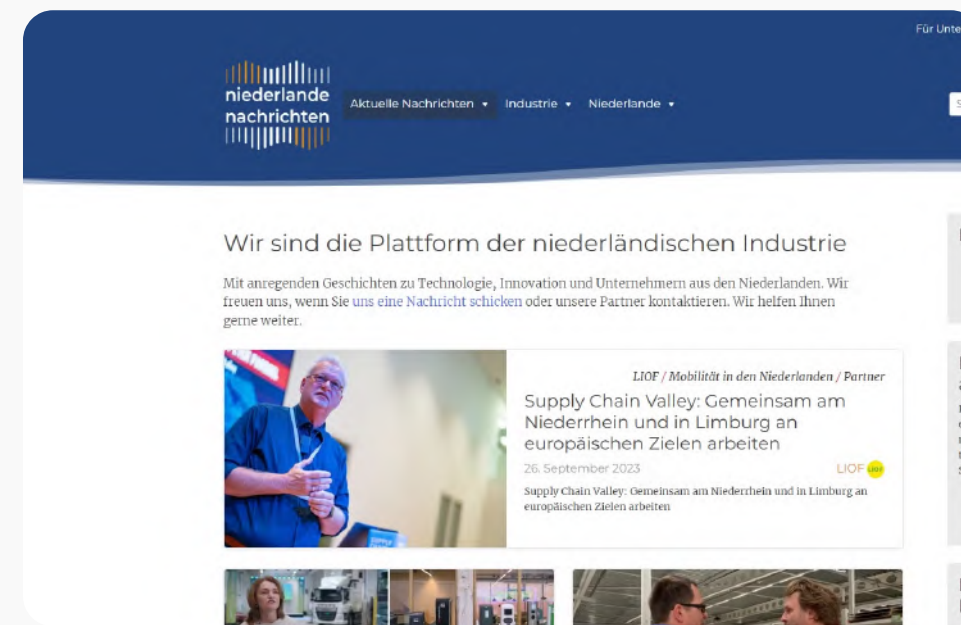 Für Unte
niederlande
nachrichten
Aktuelle Nachrichten
Industrie
Niederlande
Wir sind die Plattform der niederländischen Industrie
Mit anregenden Geschichten zu Technologie, Innovation und Unternehmern aus den Niederlanden. Wir
freuen uns, wenn Sie uns eine Nachricht schicken oder unsere Partner kontaktieren. Wir helfen Ihnen
gerne weiter.
LIOF / Mobilität in den Niederlanden / Partner
Supply Chain Valley: Gemeinsam am
Niederrhein und in Limburg an
europäischen Zielen arbeiten
26. September 2023
LIOF
Supply Chain Valley: Gemeinsam am Niederrhein und in Limburg an
europäischen Zielen arbeiten